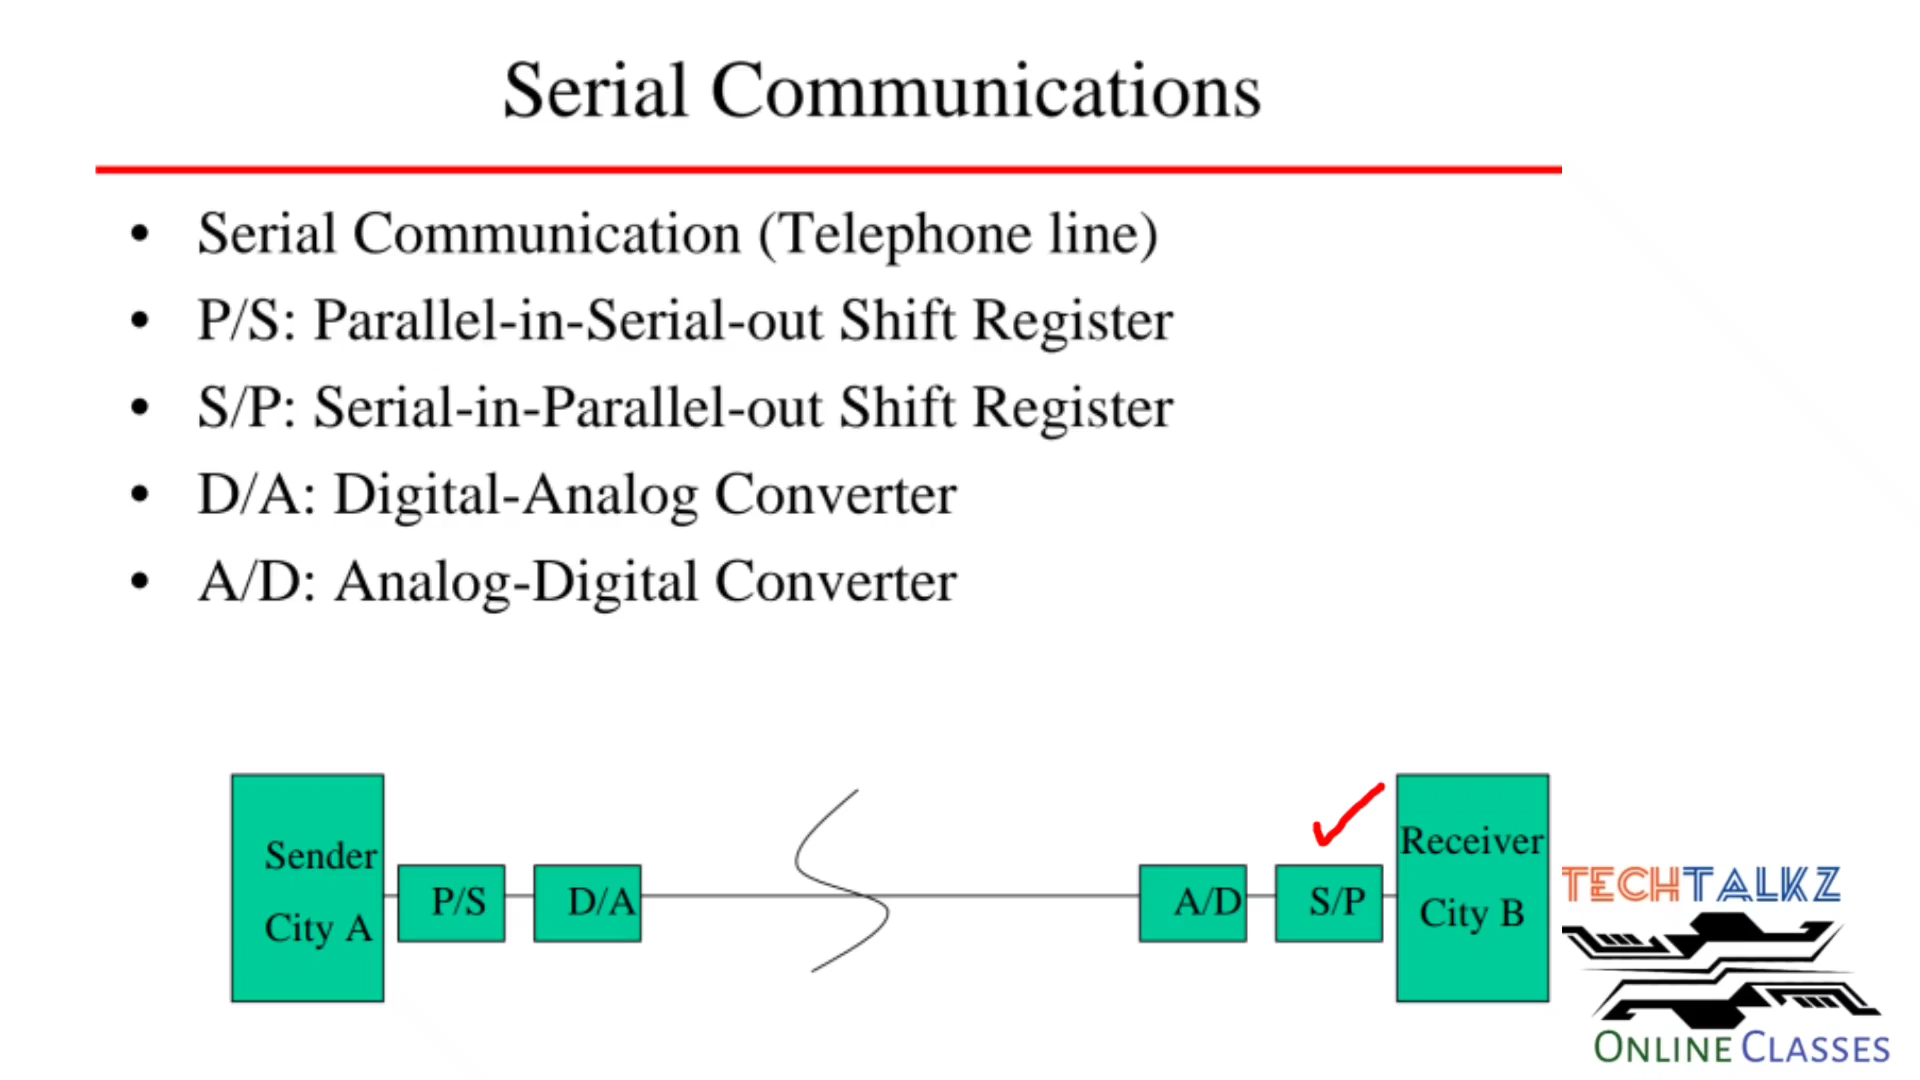 Serial Communications
• Serial Communication (Telephone line)
• P/S: Parallel-in-Serial-out Shift Register
• S/P: Serial-in-Parallel-out Shift Register
• D/A: Digital-Analog Converter
• A/D: Analog-Digital Converter
Sender
City A
P/S
D/A
A/D
S/P
Receiver
City B
TECHTALKZ
ONLINE CLASSES